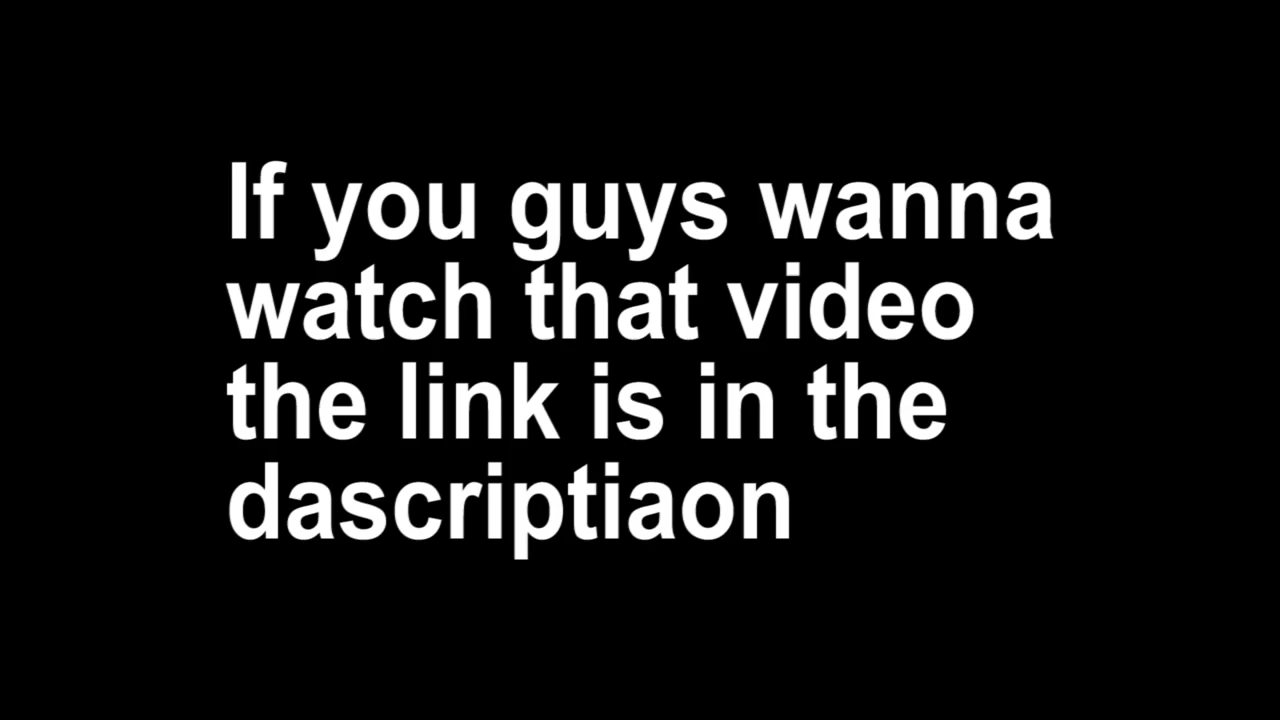 If you guys wanna
watch that video
the link is in the
dascriptiaon